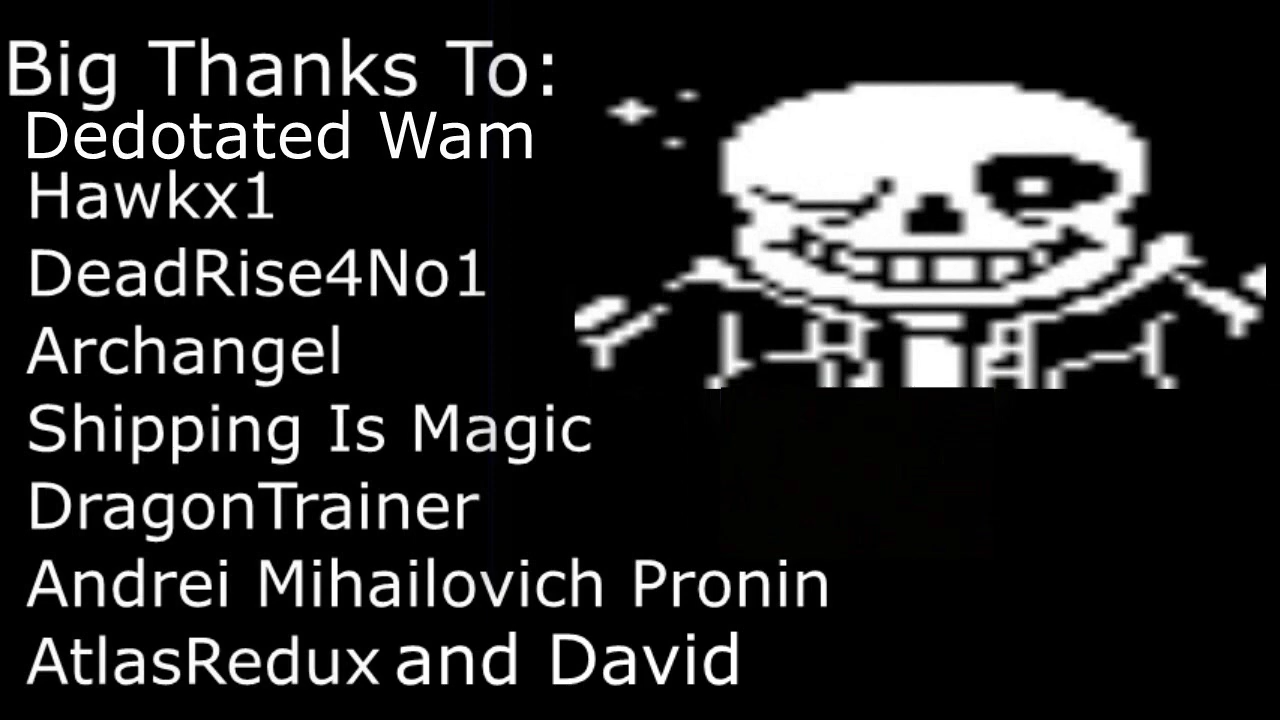 Big Thanks To:
Dedotated Wam
Hawkx1
DeadRise4No1
Archangel
Shipping Is Magic
DragonTrainer
Andrei Mihailovich Pronin
AtlasRedux and David